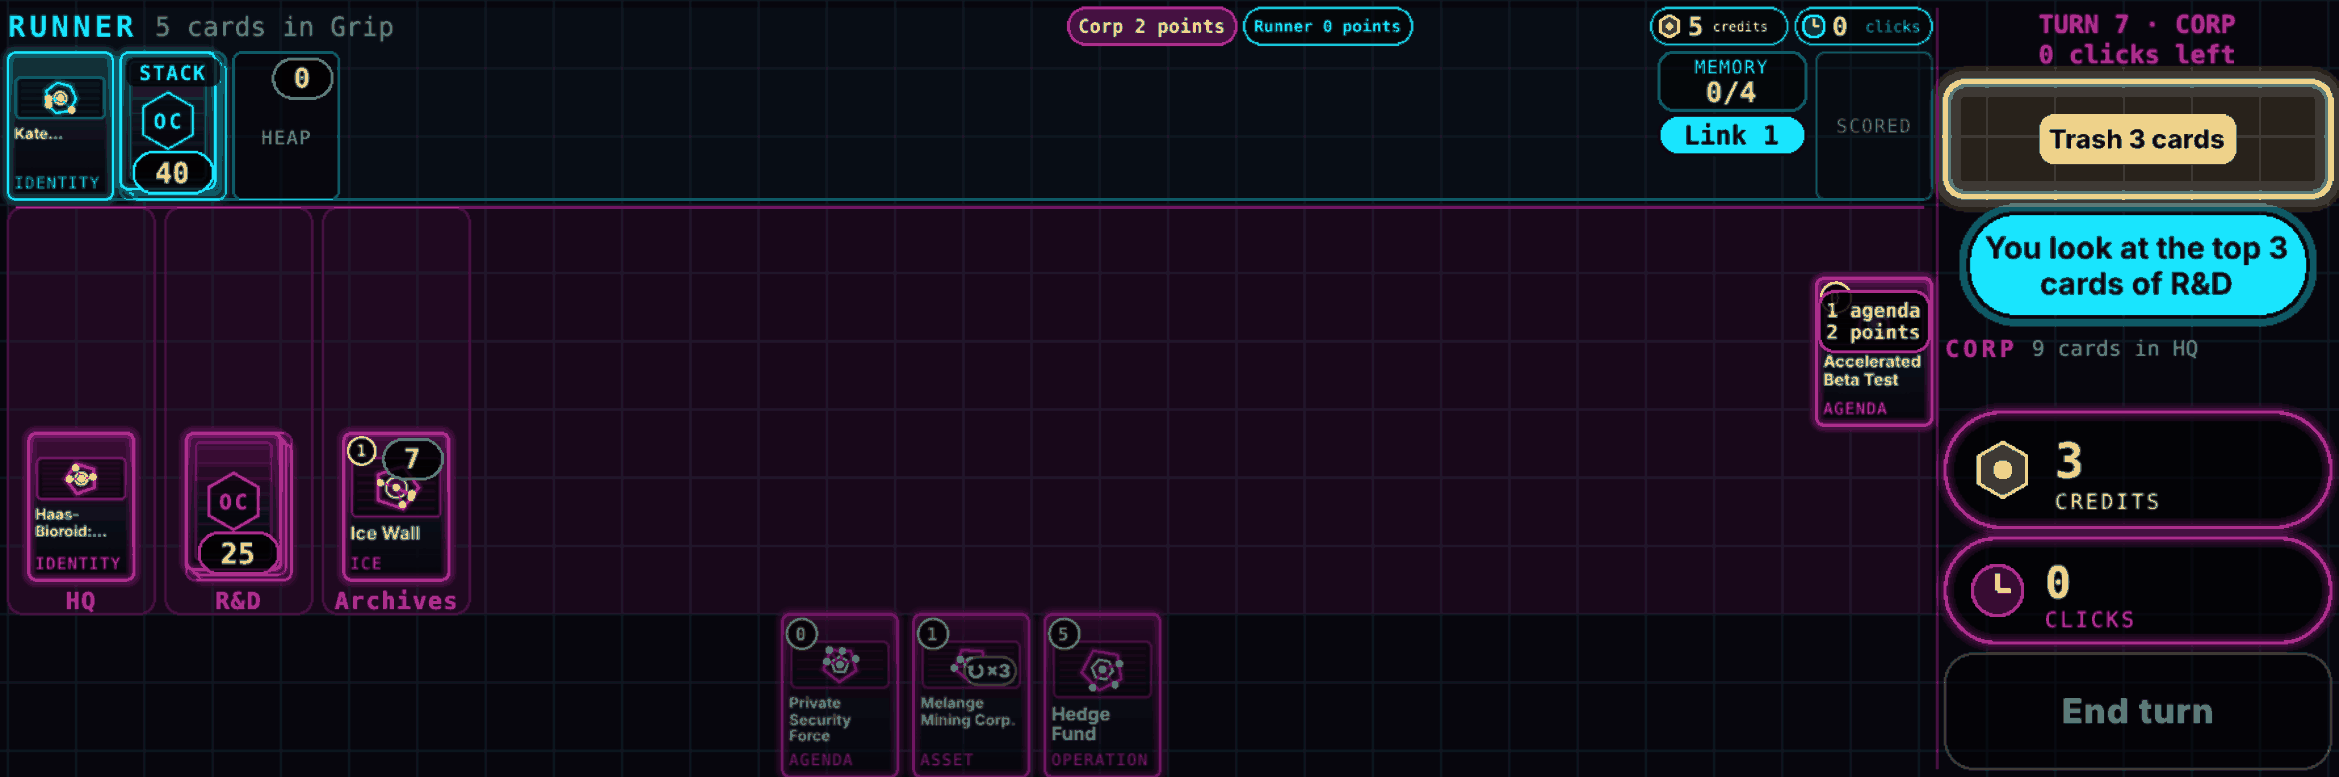 RUNNER 5 cards in Grip
Corp 2 points
Runner 0 points
5 credits
0 clicks
TURN 7 · CORP
0 clicks left
Kate...
IDENTITY
STACK
OC
40
0
HEAP
MEMORY
0/4
Link 1
SCORED
Trash 3 cards
You look at the top 3
cards of R&D
CORP 9 cards in HQ
1 agenda
2 points
Accelerated
Beta Test
AGENDA
Haas-
Bioroid:...
IDENTITY
HQ
OC
25
R&D
1
7
Ice Wall
ICE
Archives
3
CREDITS
0
CLICKS
End turn
0
Private
Security
Force
AGENDA
1
×3
Melange
Mining Corp.
ASSET
5
Hedge
Fund
OPERATION